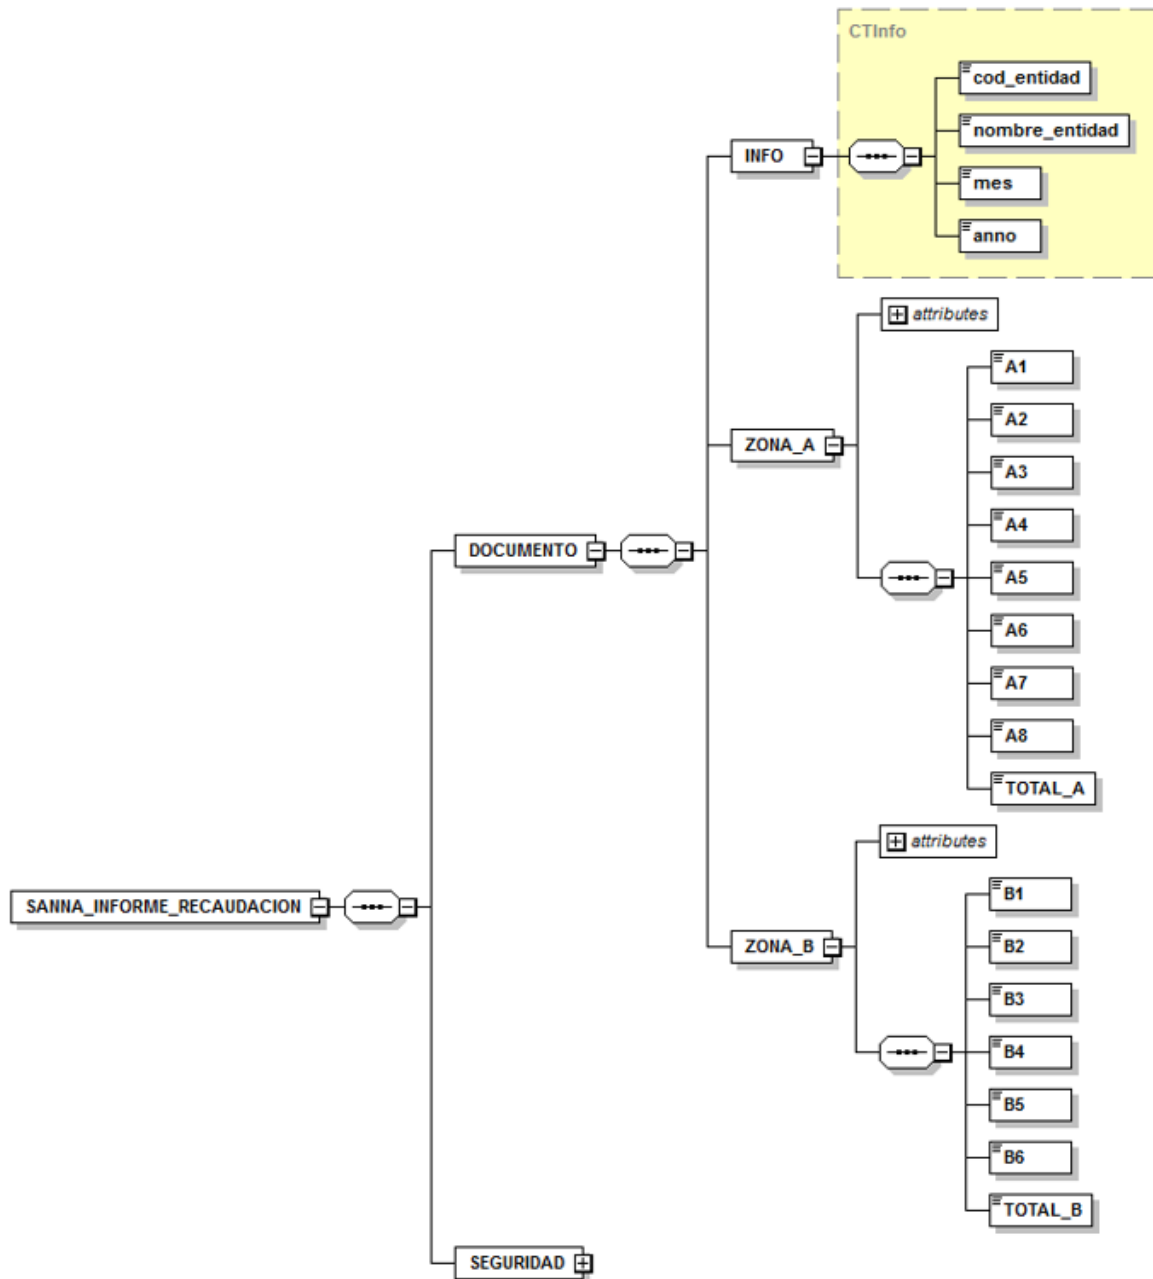 CTInfo
cod_entidad
nombre_entidad
INFO
mes
anno
attributes
A1
A2
ZONA_A
A3
A4
DOCUMENTO
A5
A6
A7
A8
TOTAL_A
attributes
B1
SANNA_INFORME_RECAUDACION
ZONA_B
B2
B3
B4
B5
B6
TOTAL_B
SEGURIDAD